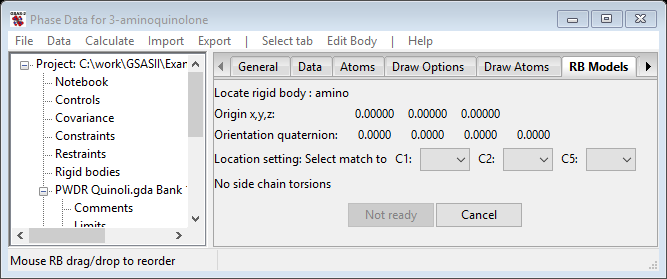 Phase Data for 3-aminoquinolone
File Data Calculate Import Export | Select tab Edit Body | Help
Project: C:\work\GSASII\Exa
Notebook
Controls
Covariance
Constraints
Restraints
Rigid bodies
PWDR Quinoli.gda Bank
Comments
Limits
General Data Atoms Draw Options Draw Atoms RB Models
Locate rigid body : amino
Origin x,y,z: 0.00000 0.00000 0.00000
Orientation quaternion: 0.0000 0.0000 0.0000 0.0000
Location setting: Select match to C1: C2: C5:
No side chain torsions
Not ready Cancel
Mouse RB drag/drop to reorder